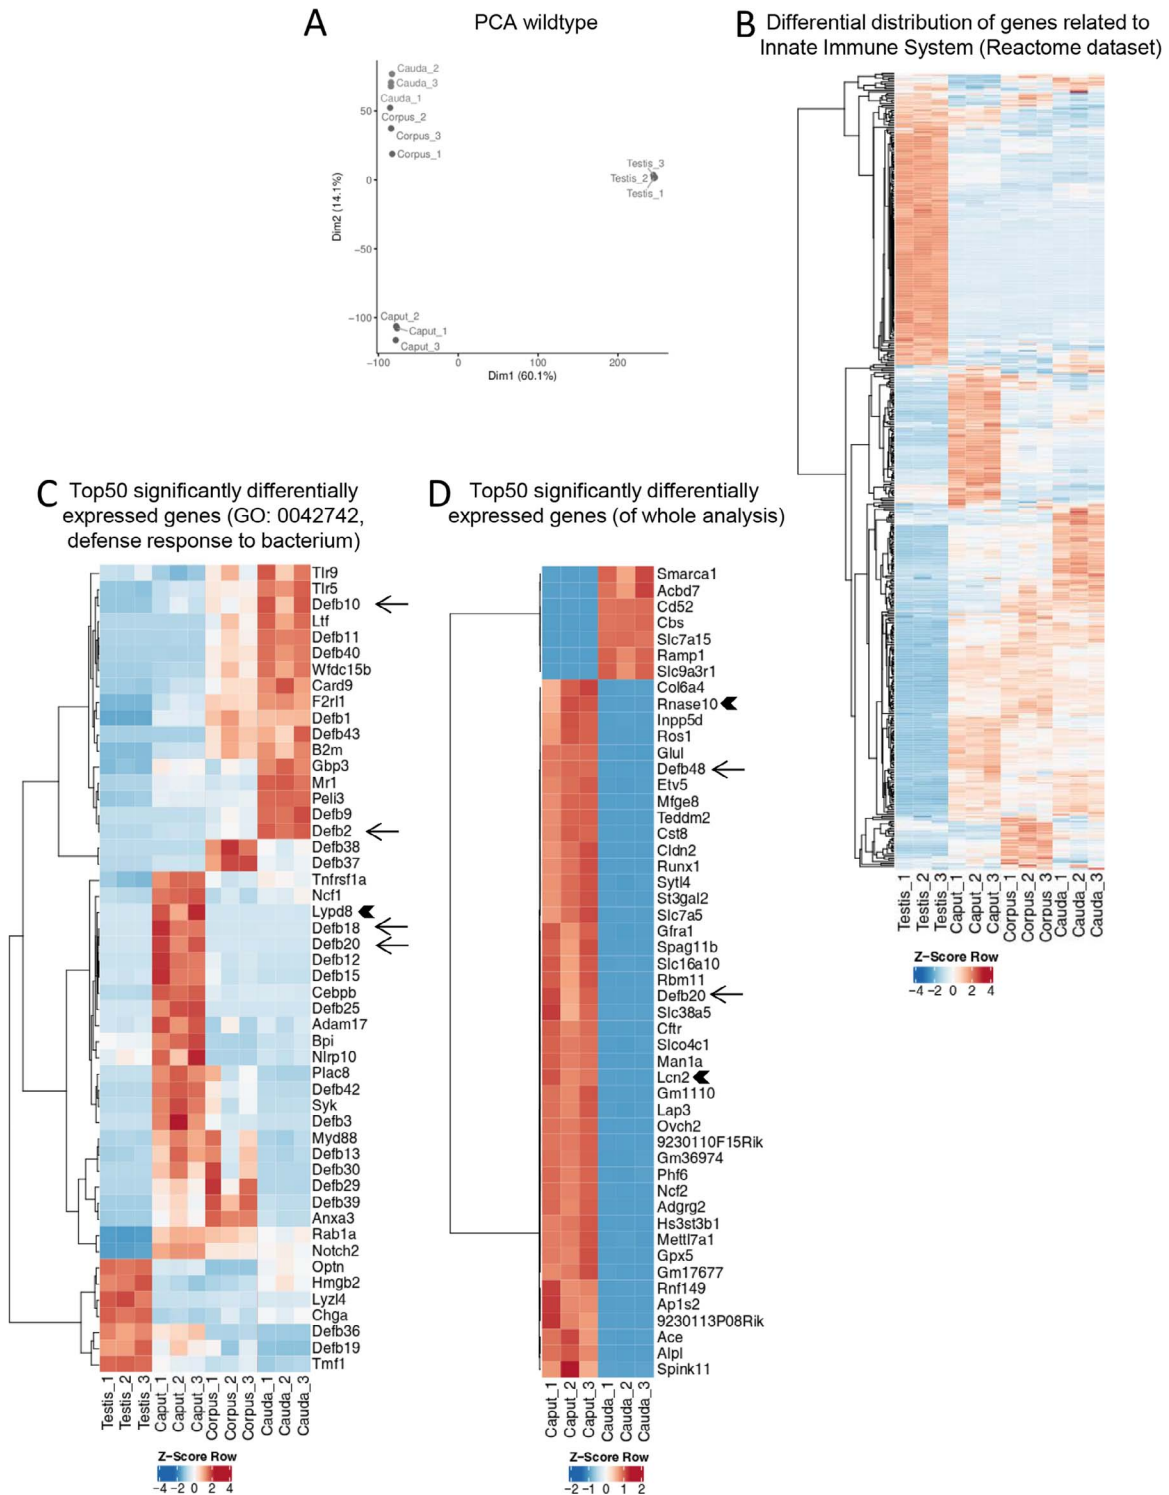 A
PCA wildtype
Cauda_2
Cauda_3
Cauda_1
Corpus_2
Corpus_3
Corpus_1
Testis_3
Testis_2
Testis_1
Caput_2
Caput_1
Caput_3
50
0
−50
−100
Dim2 (14.1%)
−100 0 100 200
Dim1 (60.1%)
B
Differential distribution of genes related to
Innate Immune System (Reactome dataset)
Testis_1
Testis_2
Testis_3
Caput_1
Caput_2
Caput_3
Corpus_1
Corpus_2
Corpus_3
Cauda_1
Cauda_2
Cauda_3
Z−Score Row
−4 −2 0 2 4
C
Top50 significantly differentially
expressed genes (GO: 0042742,
defense response to bacterium)
Tlr9
Tlr5
Defb10
Ltf
Defb11
Defb40
Wfdc15b
Card9
F2rl1
Defb1
Defb43
B2m
Gbp3
Mr1
Peli3
Defb9
Defb2
Defb38
Defb37
Tnfrsf1a
Ncf1
Lypd8
Defb18
Defb20
Defb12
Defb15
Cebpb
Defb25
Adam17
Bpi
Nlrp10
Plac8
Defb42
Syk
Defb3
Myd88
Defb13
Defb30
Defb29
Defb39
Anxa3
Rab1a
Notch2
Optn
Hmgb2
Lyzl4
Chga
Defb36
Defb19
Tmf1
Testis_1
Testis_2
Testis_3
Caput_1
Caput_2
Caput_3
Corpus_1
Corpus_2
Corpus_3
Cauda_1
Cauda_2
Cauda_3
Z−Score Row
−4 −2 0 2 4
D
Top50 significantly differentially
expressed genes (of whole analysis)
Smarca1
Acbd7
Cd52
Cbs
Slc7a15
Ramp1
Slc9a3r1
Col6a4
Rnase10
Inpp5d
Ros1
Glul
Defb48
Etv5
Mfge8
Teddm2
Cst8
Cldn2
Runx1
Sytl4
St3gal2
Slc7a5
Gfra1
Spag11b
Slc16a10
Rbm11
Defb20
Slc38a5
Cftr
Slco4c1
Man1a
Lcn2
Gm1110
Lap3
Ovch2
9230110F15Rik
Gm36974
Phf6
Ncf2
Adgrg2
Hs3st3b1
Mettl7a1
Gpx5
Gm17677
Rnf149
Ap1s2
9230113P08Rik
Ace
Alpl
Spink11
Caput_1
Caput_2
Caput_3
Cauda_1
Cauda_2
Cauda_3
Z−Score Row
−2 −1 0 1 2